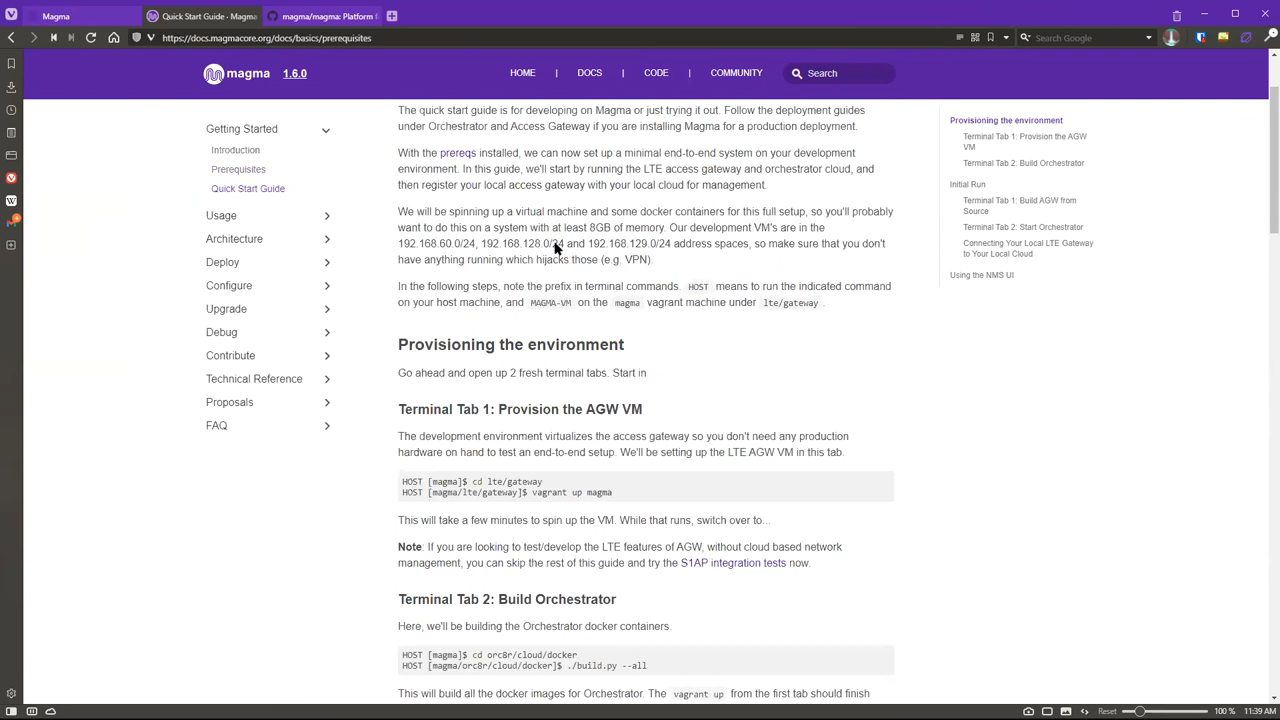 Magma
Quick Start Guide - Magma
magma/magma: Platform f
https://docs.magmacore.org/docs/basics/prerequisites
Search Google
magma
1.6.0
HOME | DOCS | CODE | COMMUNITY
Search
Getting Started
Introduction
Prerequisites
Quick Start Guide
Usage
Architecture
Deploy
Configure
Upgrade
Debug
Contribute
Technical Reference
Proposals
FAQ
The quick start guide is for developing on Magma or just trying it out. Follow the deployment guides
under Orchestrator and Access Gateway if you are installing Magma for a production deployment.
With the prereqs installed, we can now set up a minimal end-to-end system on your development
environment. In this guide, we'll start by running the LTE access gateway and orchestrator cloud, and
then register your local access gateway with your local cloud for management.
We will be spinning up a virtual machine and some docker containers for this full setup, so you'll probably
want to do this on a system with at least 8GB of memory. Our development VM's are in the
192.168.60.0/24, 192.168.128.0/24 and 192.168.129.0/24 address spaces, so make sure that you don't
have anything running which hijacks those (e.g. VPN).
In the following steps, note the prefix in terminal commands. HOST means to run the indicated command
on your host machine, and MAGMA-VM on the magma vagrant machine under lte/gateway .
Provisioning the environment
Go ahead and open up 2 fresh terminal tabs. Start in
Terminal Tab 1: Provision the AGW VM
The development environment virtualizes the access gateway so you don't need any production
hardware on hand to test an end-to-end setup. We'll be setting up the LTE AGW VM in this tab.
HOST [magma]$ cd lte/gateway
HOST [magma/lte/gateway]$ vagrant up magma
This will take a few minutes to spin up the VM. While that runs, switch over to...
Note: If you are looking to test/develop the LTE features of AGW, without cloud based network
management, you can skip the rest of this guide and try the S1AP integration tests now.
Terminal Tab 2: Build Orchestrator
Here, we'll be building the Orchestrator docker containers.
HOST [magma]$ cd orc8r/cloud/docker
HOST [magma/orc8r/cloud/docker]$ ./build.py --all
This will build all the docker images for Orchestrator. The vagrant up from the first tab should finish
Provisioning the environment
Terminal Tab 1: Provision the AGW
VM
Terminal Tab 2: Build Orchestrator
Initial Run
Terminal Tab 1: Build AGW from
Source
Terminal Tab 2: Start Orchestrator
Connecting Your Local LTE Gateway
to Your Local Cloud
Using the NMS UI
Reset
100 %
11:39 AM